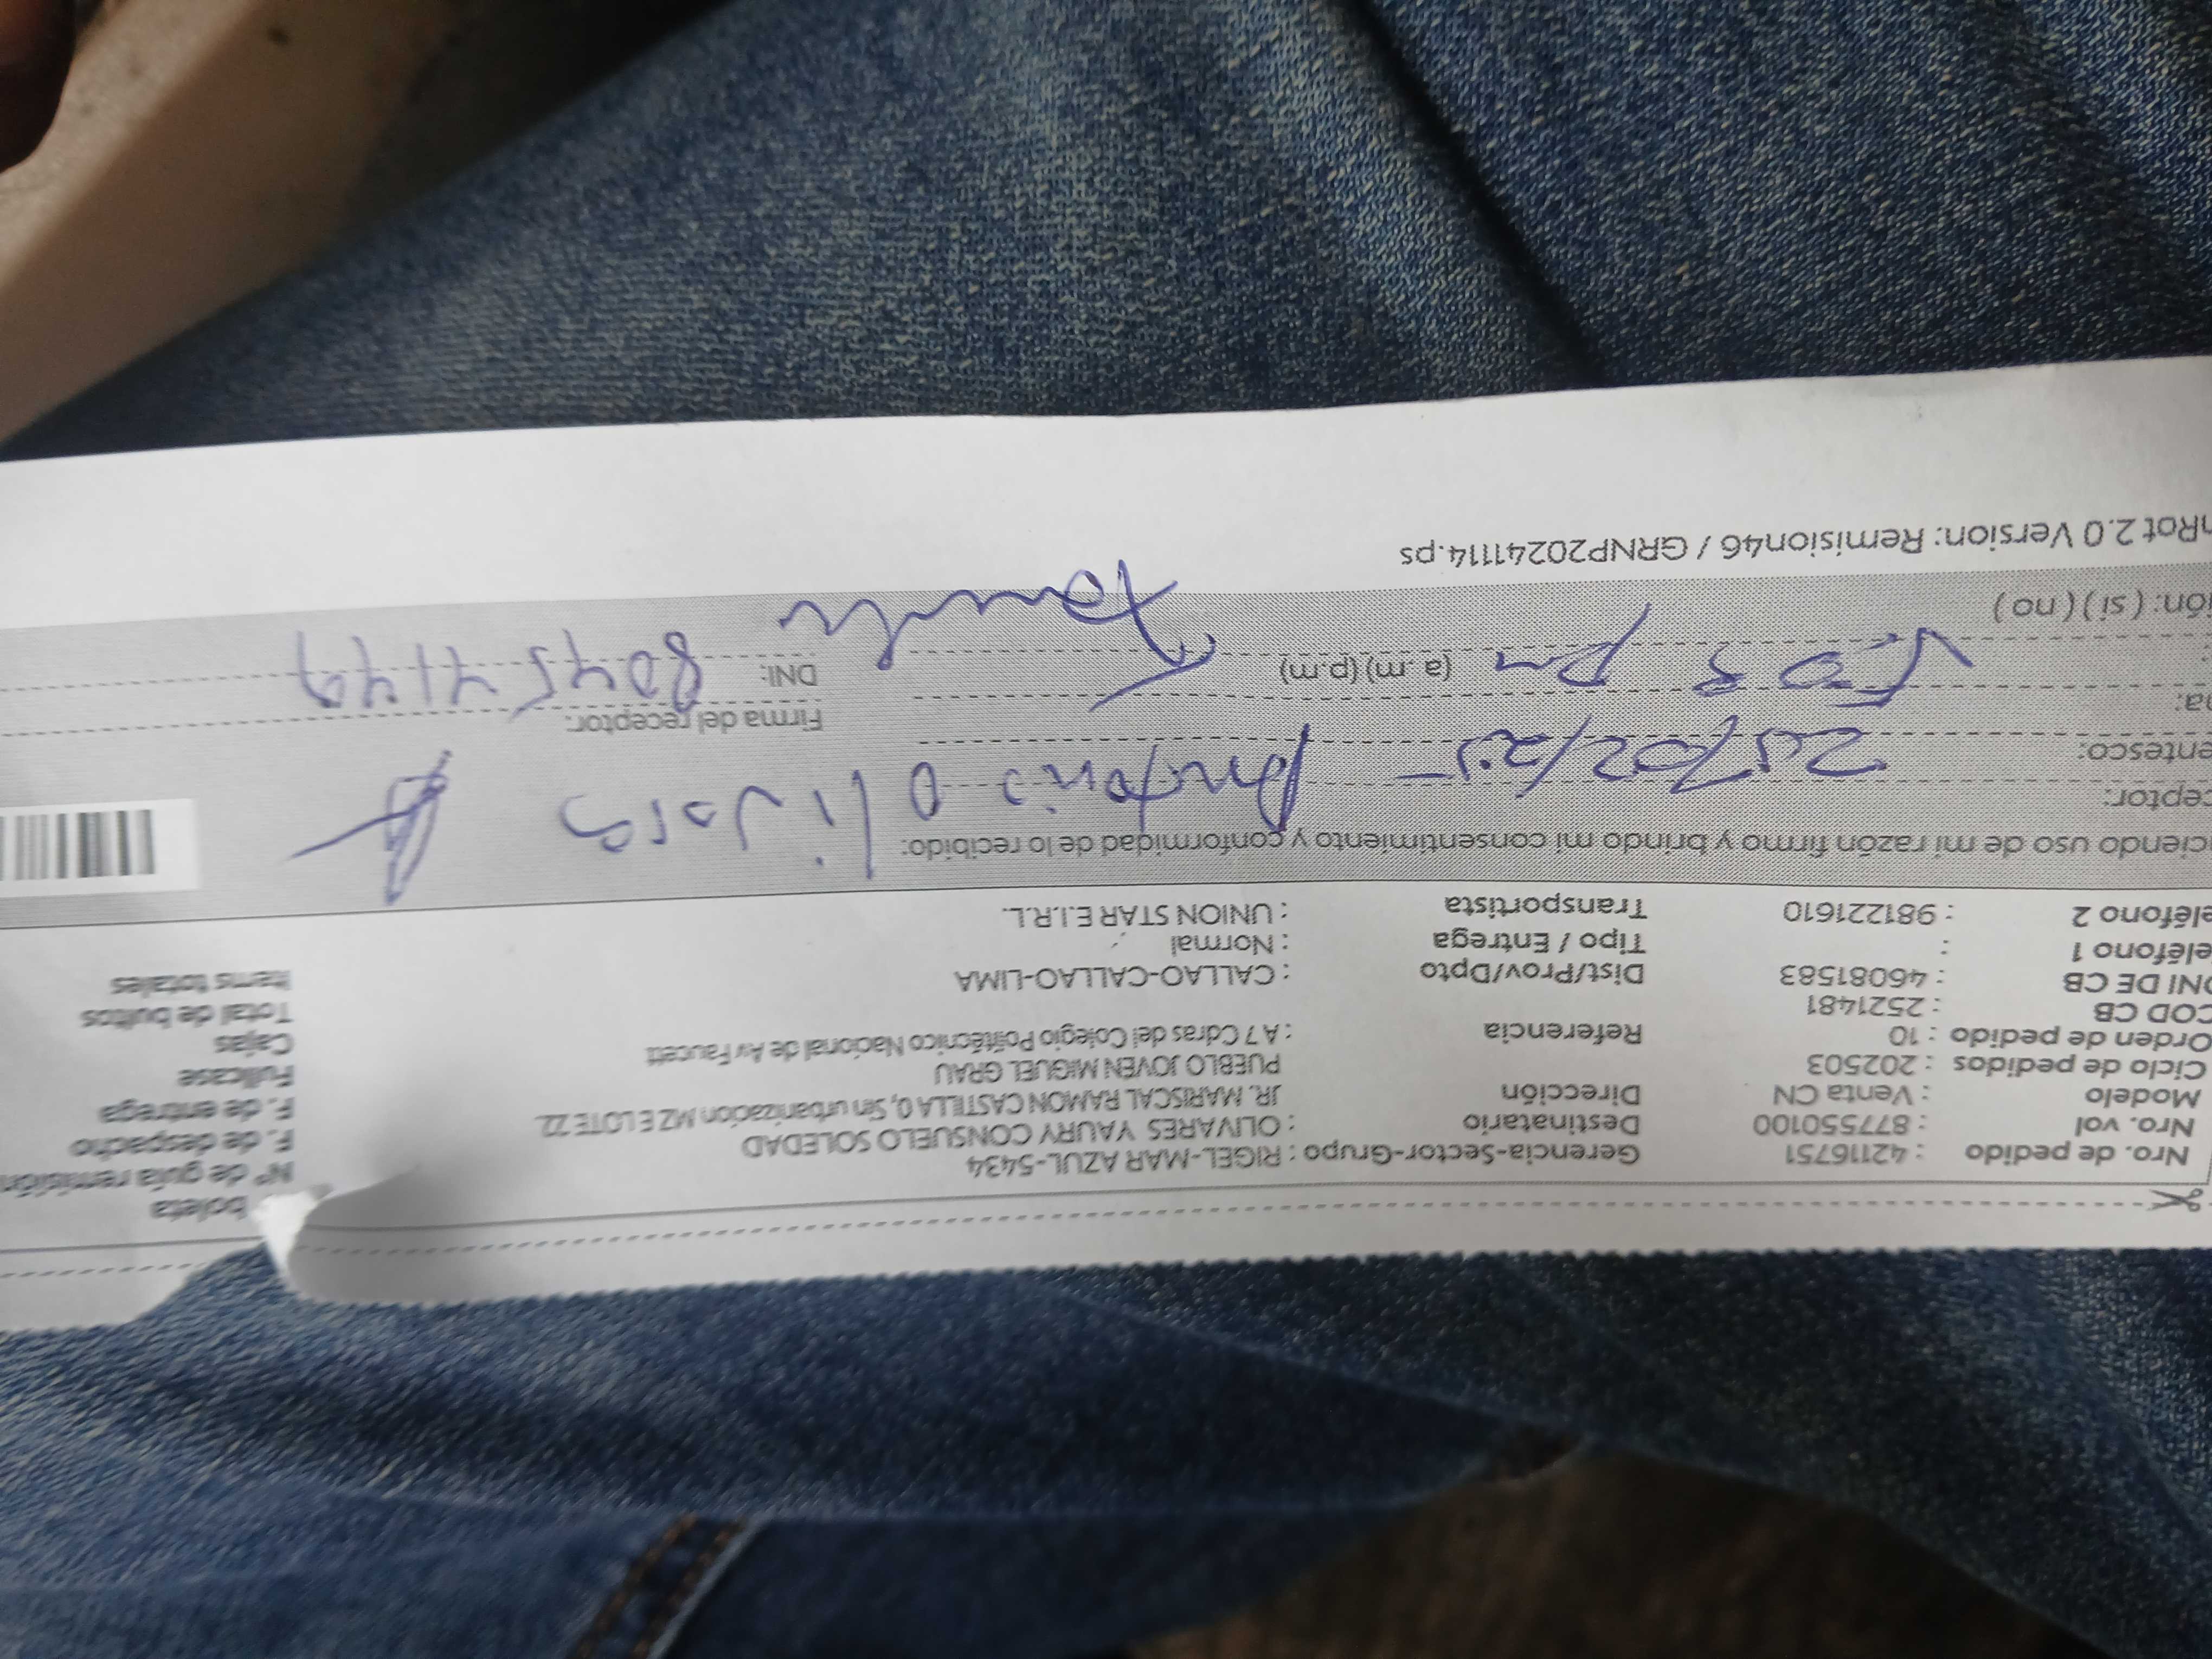 boleta
Nro. de pedido : 42116751 Gerencia-Sector-Grupo : RIGEL-MAR AZUL-5434 N° de guía remisión
Nro. vol : 877550100 Destinatario : OLIVARES YAURY CONSUELO SOLEDAD F. de despacho
Modelo : Venta CN Dirección JR. MARISCAL RAMON CASTILLA 0, Sin urbanizacion MZ E LOTE 22 F. de entrega
Ciclo de pedidos : 202503 PUEBLO JOVEN MIGUEL GRAU Fullcase
Orden de pedido : 10 Referencia : A 7 Cdras del Colegio Politécnico Nacional de Av Faucett Cajas
COD CB : 2521481 Total de bultos
DNI DE CB : 46081583 Dist/Prov/Dpto : CALLAO-CALLAO-LIMA Items totales
eléfono 1 : Tipo / Entrega : Normal
eléfono 2 : 981221610 Transportista : UNION STAR E.I.R.L.
ciendo uso de mi razón firmo y brindo mi consentimiento y conformidad de lo recibido:
ceptor: Antonio Olivares
entesco: 25/02/25
na: Firma del receptor:
: pm (a.m) (p.m) DNI: 80454149
ón: ( si ) ( no )
nRot 2.0 Version: Remision46 / GRNP20241114.ps